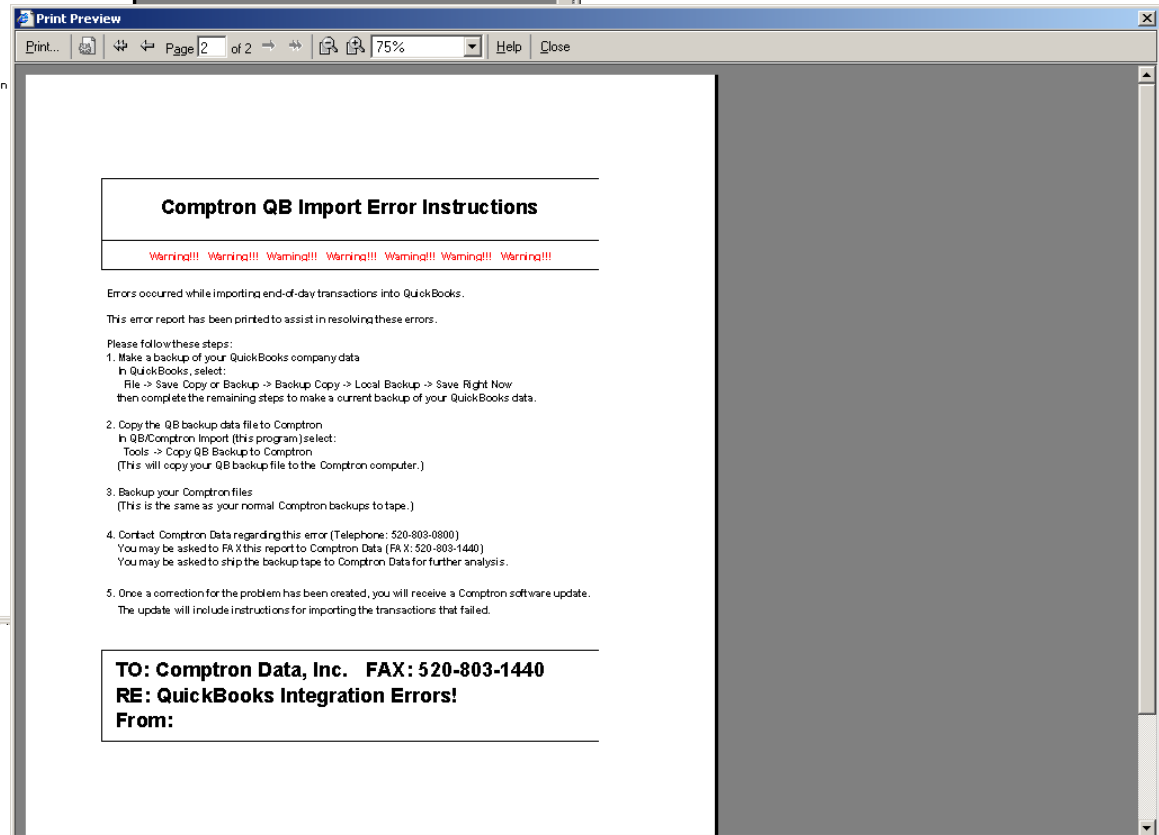 Print Preview
Print... Page 2 of 2 75% Help Close
n
Comptron QB Import Error Instructions
Warning!!! Warning!!! Warning!!! Warning!!! Warning!!! Warning!!! Warning!!!
Errors occurred while importing end-of-day transactions into QuickBooks.
This error report has been printed to assist in resolving these errors.
Please follow these steps:
1. Make a backup of your QuickBooks company data
In QuickBooks, select:
File -> Save Copy or Backup -> Backup Copy -> Local Backup -> Save Right Now
then complete the remaining steps to make a current backup of your QuickBooks data.
2. Copy the QB backup data file to Comptron
In QB/Comptron Import (this program) select:
Tools -> Copy QB Backup to Comptron
(This will copy your QB backup file to the Comptron computer.)
3. Backup your Comptron files
(This is the same as your normal Comptron backups to tape.)
4. Contact Comptron Data regarding this error (Telephone: 520-803-0800)
You may be asked to FAX this report to Comptron Data (FAX: 520-803-1440)
You may be asked to ship the backup tape to Comptron Data for further analysis.
5. Once a correction for the problem has been created, you will receive a Comptron software update.
The update will include instructions for importing the transactions that failed.
TO: Comptron Data, Inc. FAX: 520-803-1440
RE: QuickBooks Integration Errors!
From: